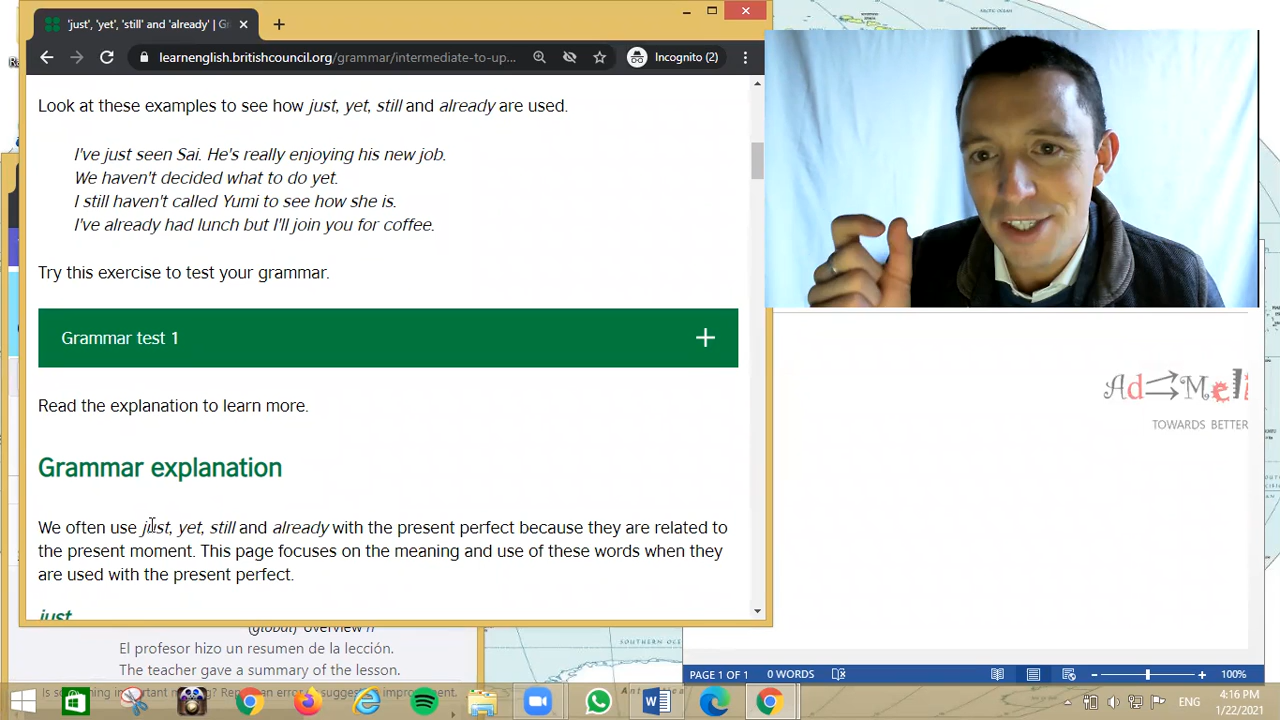 'just', 'yet', 'still' and 'already' | Gr
learnenglish.britishcouncil.org/grammar/intermediate-to-up...
Incognito (2)
Look at these examples to see how just, yet, still and already are used.
I've just seen Sai. He's really enjoying his new job.
We haven't decided what to do yet.
I still haven't called Yumi to see how she is.
I've already had lunch but I'll join you for coffee.
Try this exercise to test your grammar.
Grammar test 1
Read the explanation to learn more.
Grammar explanation
We often use just, yet, still and already with the present perfect because they are related to
the present moment. This page focuses on the meaning and use of these words when they
are used with the present perfect.
just
(global) Overview n
El profesor hizo un resumen de la lección.
The teacher gave a summary of the lesson.
TOWARDS BETTER
SOUTHERN
PAGE 1 OF 1
0 WORDS
100%
ENG
4:16 PM
1/22/2021